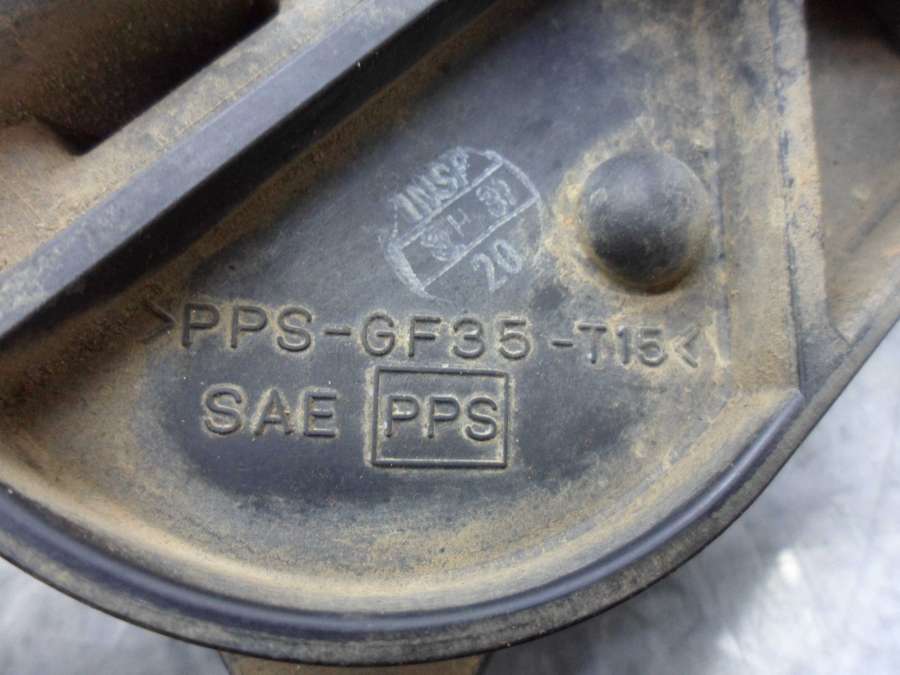 INSP
20
>PPS-GF35-T15<
SAE PPS